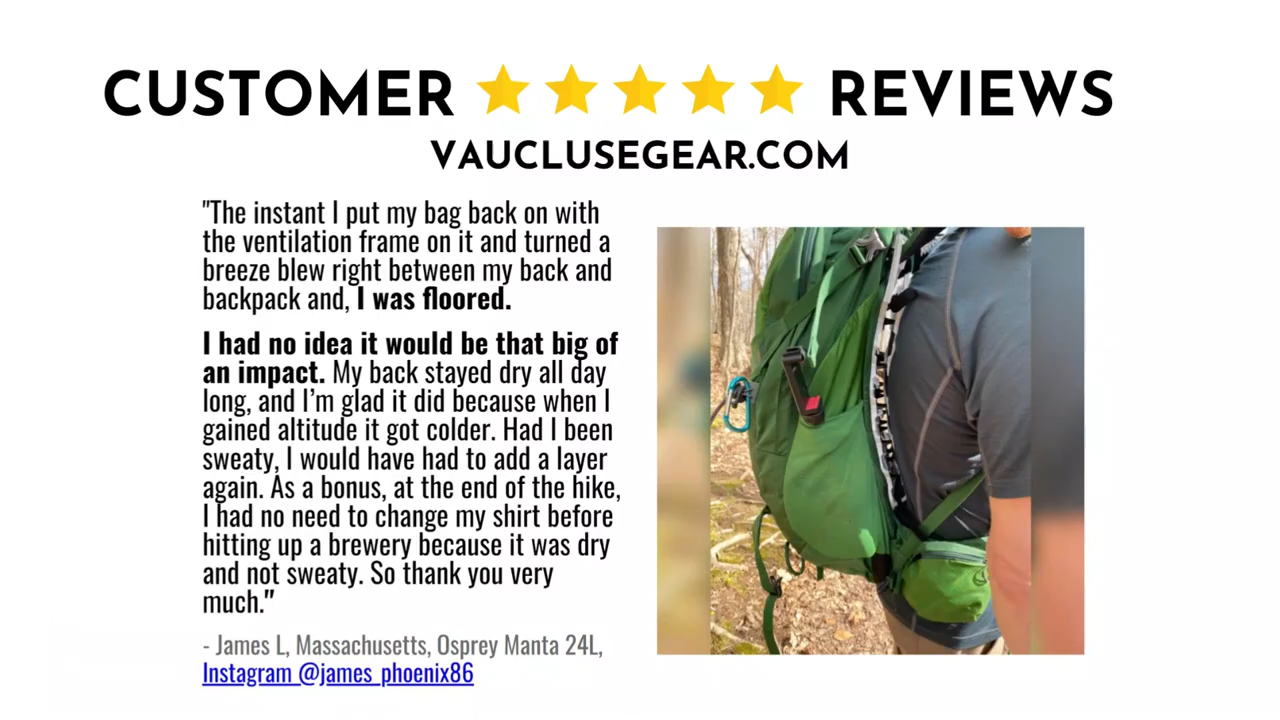 CUSTOMER REVIEWS
VAUCLUSEGEAR.COM
"The instant I put my bag back on with
the ventilation frame on it and turned a
breeze blew right between my back and
backpack and, I was floored.
I had no idea it would be that big of
an impact. My back stayed dry all day
long, and I’m glad it did because when I
gained altitude it got colder. Had I been
sweaty, I would have had to add a layer
again. As a bonus, at the end of the hike,
I had no need to change my shirt before
hitting up a brewery because it was dry
and not sweaty. So thank you very
much."
- James L, Massachusetts, Osprey Manta 24L,
Instagram @james_phoenix86